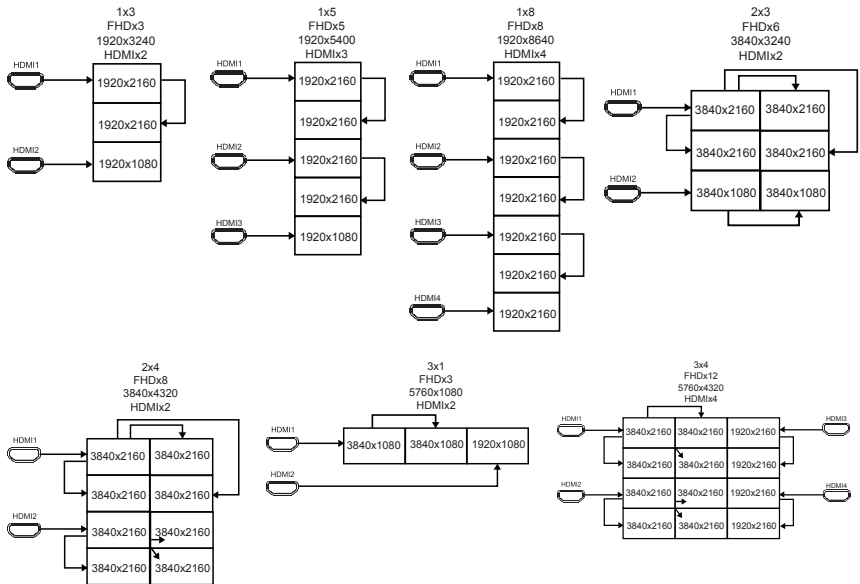 1x3
FHDx3
1920x3240
HDMIx2
HDMI1
1920x2160
1920x2160
HDMI2
1920x1080
1x5
FHDx5
1920x5400
HDMIx3
HDMI1
1920x2160
1920x2160
HDMI2
1920x2160
1920x2160
HDMI3
1920x1080
1x8
FHDx8
1920x8640
HDMIx4
HDMI1
1920x2160
1920x2160
HDMI2
1920x2160
1920x2160
HDMI3
1920x2160
1920x2160
HDMI4
1920x2160
2x3
FHDx6
3840x3240
HDMIx2
HDMI1
3840x2160 3840x2160
3840x2160 3840x2160
HDMI2
3840x1080 3840x1080
2x4
FHDx8
3840x4320
HDMIx2
HDMI1
3840x2160 3840x2160
3840x2160 3840x2160
HDMI2
3840x2160 3840x2160
3840x2160 3840x2160
3x1
FHDx3
5760x1080
HDMIx2
HDMI1
3840x1080 3840x1080 1920x1080
HDMI2
3x4
FHDx12
5760x4320
HDMIx4
HDMI1 HDMI3
3840x2160 3840x2160 1920x2160
3840x2160 3840x2160 1920x2160
HDMI2 HDMI4
3840x2160 3840x2160 1920x2160
3840x2160 3840x2160 1920x2160